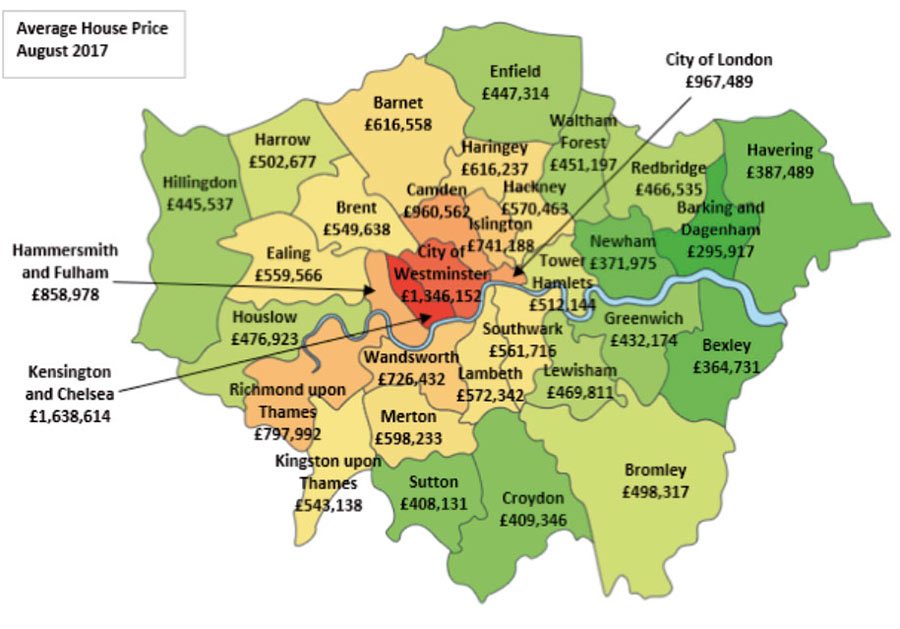 Average House Price
August 2017
City of London
£967,489
Enfield
£447,314
Barnet
£616,558
Waltham
Forest
£451,197
Harrow
£502,677
Haringey
£616,237
Havering
£387,489
Redbridge
£466,535
Hillingdon
£445,537
Camden
£960,562
Hackney
£570,463
Brent
£549,638
Islington
£741,188
Barking and
Dagenham
£295,917
Hammersmith
and Fulham
£858,978
Ealing
£559,566
City of
Westminster
£1,346,152
Newham
£371,975
Tower
Hamlets
£512,144
Houslow
£476,923
Southwark
£561,716
Greenwich
£432,174
Bexley
£364,731
Kensington
and Chelsea
£1,638,614
Wandsworth
£726,432
Lambeth
£572,342
Lewisham
£469,811
Richmond upon
Thames
£797,992
Merton
£598,233
Kingston upon
Thames
£543,138
Sutton
£408,131
Croydon
£409,346
Bromley
£498,317